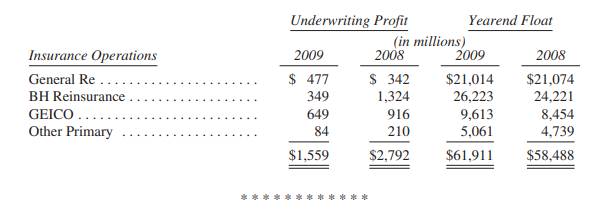 Underwriting Profit Yearend Float
(in millions)
Insurance Operations 2009 2008 2009 2008
General Re . . . . . . . . . . . . . . . . . . . . . . $ 477 $ 342 $21,014 $21,074
BH Reinsurance . . . . . . . . . . . . . . . . . . 349 1,324 26,223 24,221
GEICO . . . . . . . . . . . . . . . . . . . . . . . . . 649 916 9,613 8,454
Other Primary . . . . . . . . . . . . . . . . . . . 84 210 5,061 4,739
$1,559 $2,792 $61,911 $58,488
* * * * * * * * * * * *